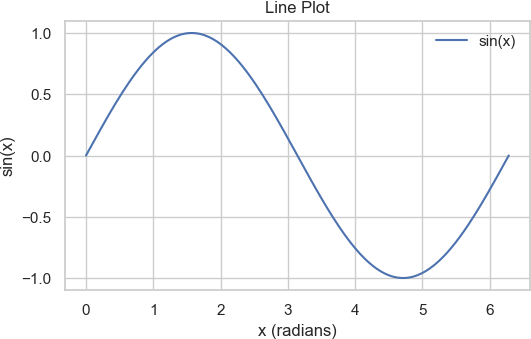 Line Plot
sin(x)
1.0
0.5
0.0
−0.5
−1.0
sin(x)
0 1 2 3 4 5 6
x (radians)